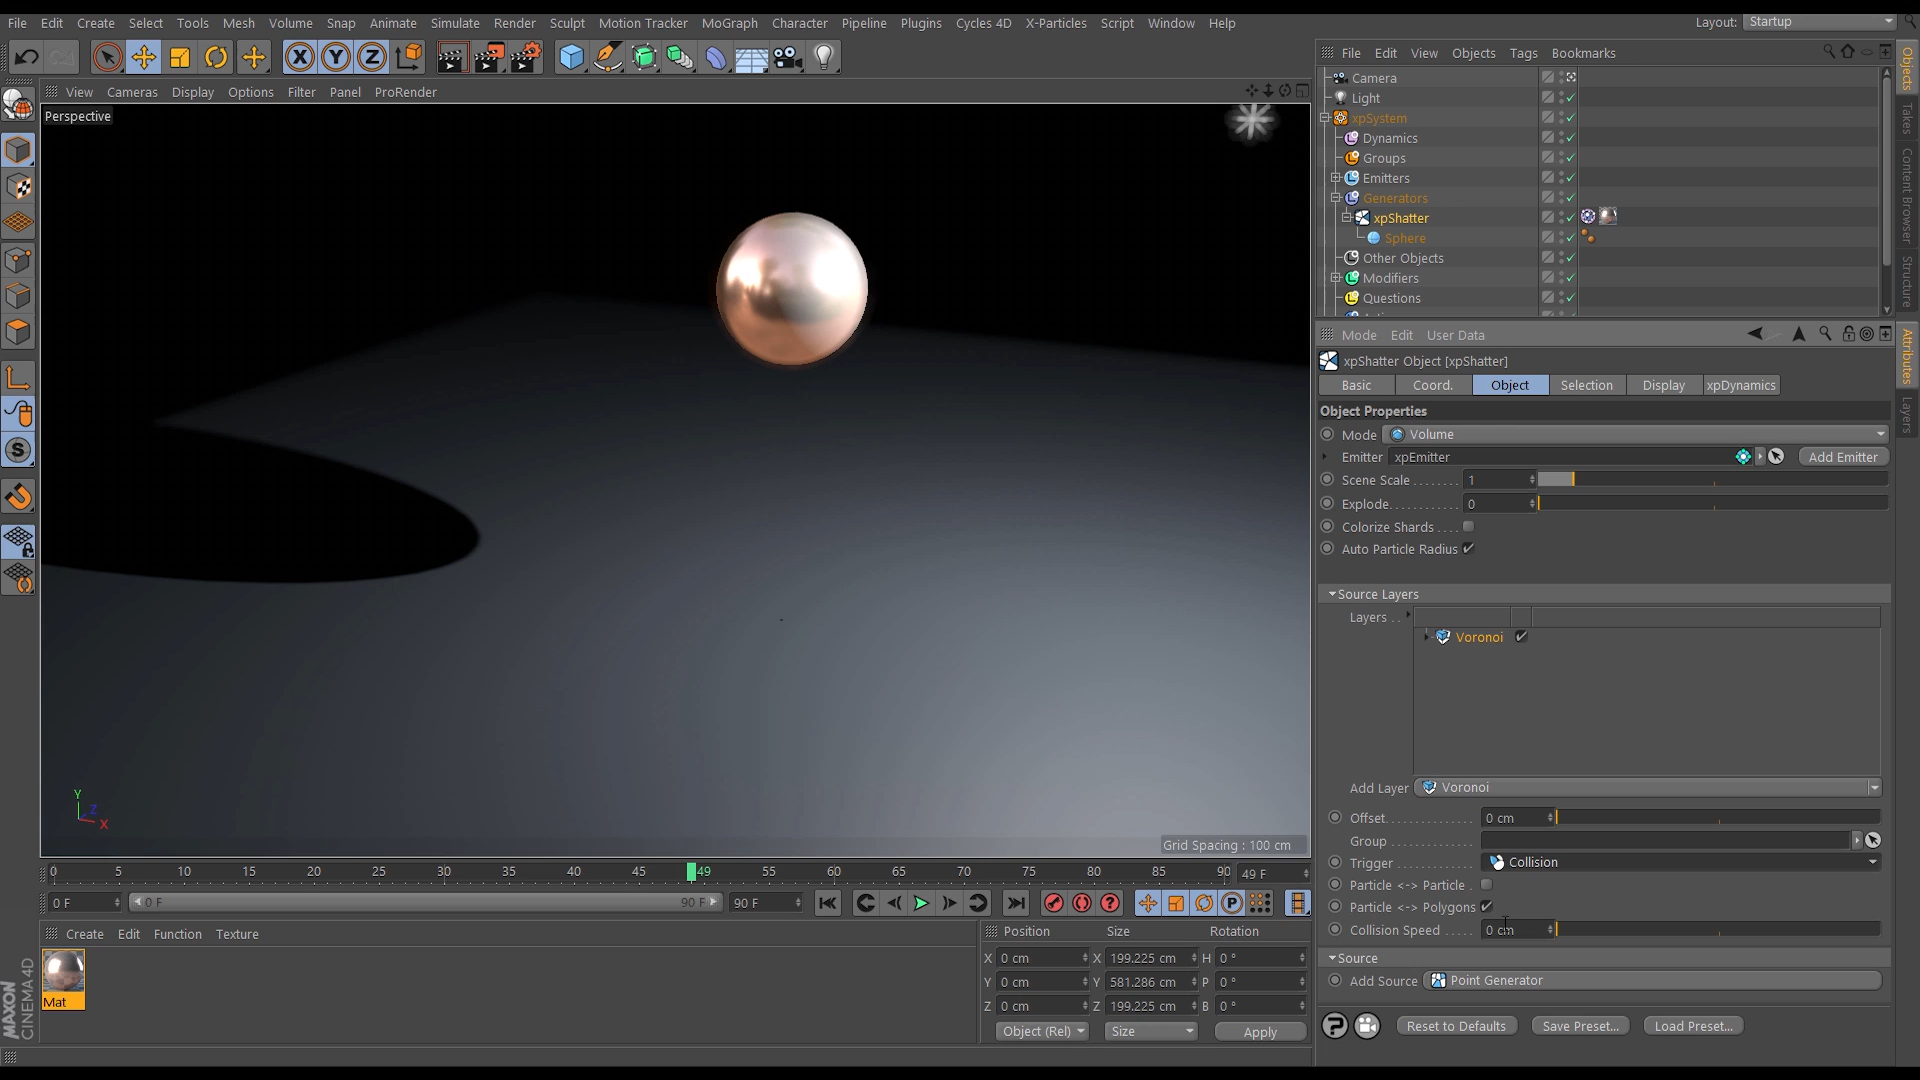 File Edit Create Select Tools Mesh Volume Snap Animate Simulate Render Sculpt Motion Tracker MoGraph Character Pipeline Plugins Cycles 4D X-Particles Script Window Help
Layout: Startup
View Cameras Display Options Filter Panel ProRender
Perspective
Y
Z
X
Grid Spacing : 100 cm
0 5 10 15 20 25 30 35 40 45 49 55 60 65 70 75 80 85 90 49 F
0 F 0 F 90 F 90 F
Create Edit Function Texture
Mat
MAXON
CINEMA 4D
Position Size Rotation
X 0 cm X 199.225 cm H 0 °
Y 0 cm Y 581.286 cm P 0 °
Z 0 cm Z 199.225 cm B 0 °
Object (Rel) Size Apply
File Edit View Objects Tags Bookmarks
Camera
Light
xpSystem
Dynamics
Groups
Emitters
Generators
xpShatter
Sphere
Other Objects
Modifiers
Questions
Objects
Takes
Content Browser
Structure
Attributes
Layers
Mode Edit User Data
xpShatter Object [xpShatter]
Basic Coord. Object Selection Display xpDynamics
Object Properties
Mode Volume
Emitter xpEmitter Add Emitter
Scene Scale 1
Explode 0
Colorize Shards
Auto Particle Radius
Source Layers
Layers
Voronoi
Add Layer Voronoi
Offset 0 cm
Group
Trigger Collision
Particle <-> Particle
Particle <-> Polygons
Collision Speed 0 cm
Source
Add Source Point Generator
Reset to Defaults Save Preset... Load Preset...